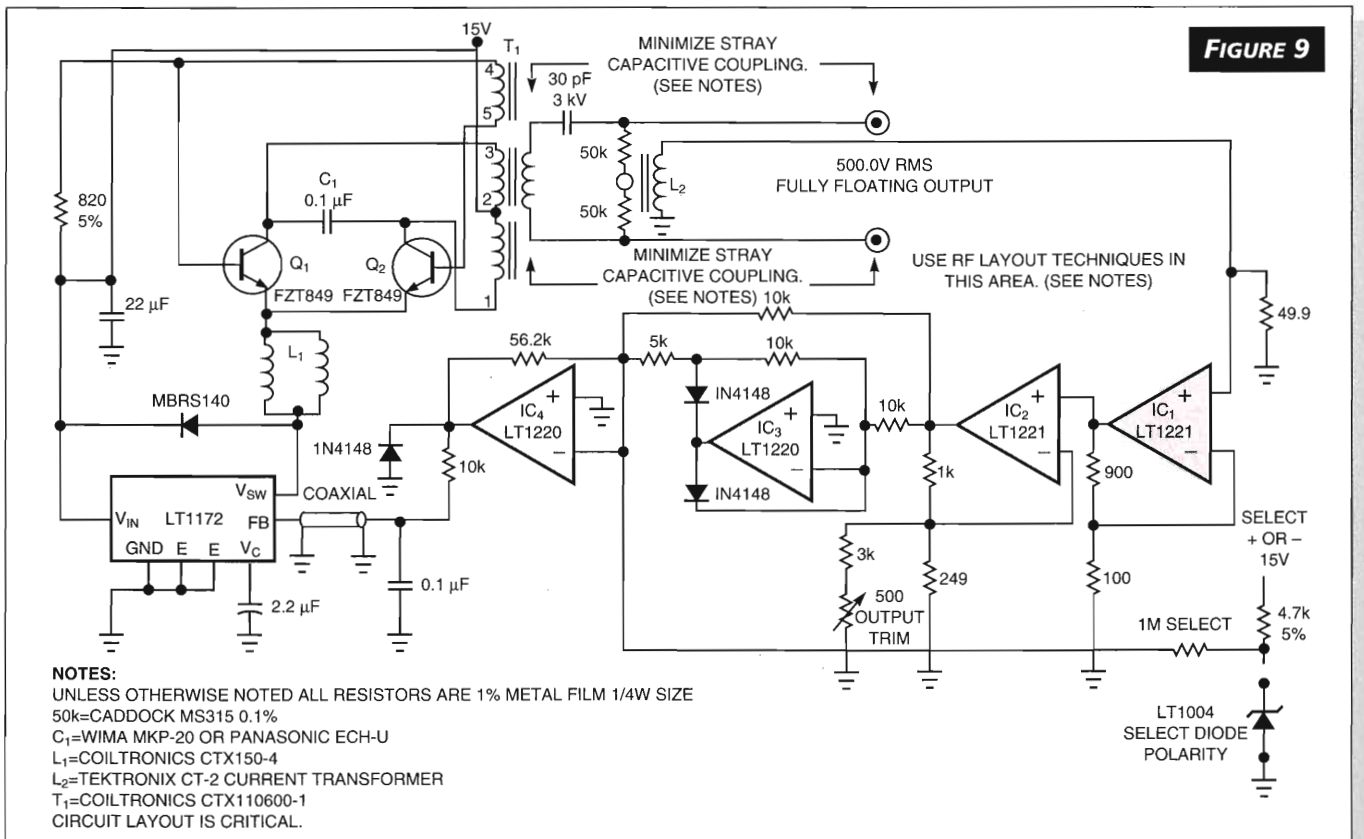 FIGURE 9
15V
T1
4
5
3
2
1
MINIMIZE STRAY
CAPACITIVE COUPLING.
(SEE NOTES)
30 pF
3 kV
50k
50k
L2
500.0V RMS
FULLY FLOATING OUTPUT
MINIMIZE STRAY
CAPACITIVE COUPLING.
(SEE NOTES)
USE RF LAYOUT TECHNIQUES IN
THIS AREA. (SEE NOTES)
820
5%
C1
0.1 µF
Q1
Q2
FZT849
FZT849
22 µF
L1
MBRS140
1N4148
10k
56.2k
5k
10k
10k
IN4148
IN4148
IC4
LT1220
+
–
IC3
LT1220
+
–
10k
IC2
LT1221
+
–
IC1
LT1221
+
–
49.9
1k
900
3k
249
100
500
OUTPUT
TRIM
VSW
VIN
LT1172
FB
GND
E
E
VC
COAXIAL
2.2 µF
0.1 µF
SELECT
+ OR –
15V
4.7k
5%
1M SELECT
LT1004
SELECT DIODE
POLARITY
NOTES:
UNLESS OTHERWISE NOTED ALL RESISTORS ARE 1% METAL FILM 1/4W SIZE
50k=CADDOCK MS315 0.1%
C1=WIMA MKP-20 OR PANASONIC ECH-U
L1=COILTRONICS CTX150-4
L2=TEKTRONIX CT-2 CURRENT TRANSFORMER
T1=COILTRONICS CTX110600-1
CIRCUIT LAYOUT IS CRITICAL.